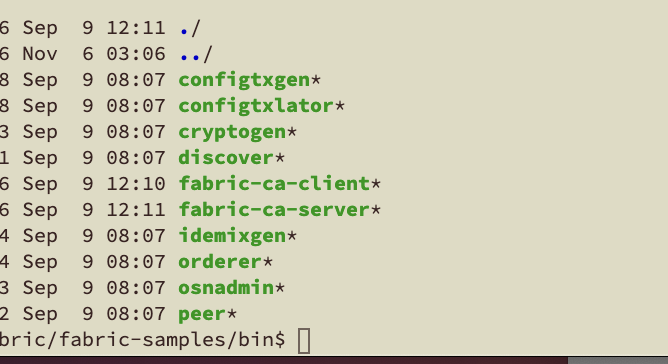 6 Sep  9 12:11 ./
6 Nov  6 03:06 ../
8 Sep  9 08:07 configtxgen*
8 Sep  9 08:07 configtxlator*
3 Sep  9 08:07 cryptogen*
1 Sep  9 08:07 discover*
6 Sep  9 12:10 fabric-ca-client*
6 Sep  9 12:11 fabric-ca-server*
4 Sep  9 08:07 idemixgen*
4 Sep  9 08:07 orderer*
3 Sep  9 08:07 osnadmin*
2 Sep  9 08:07 peer*
bric/fabric-samples/bin$